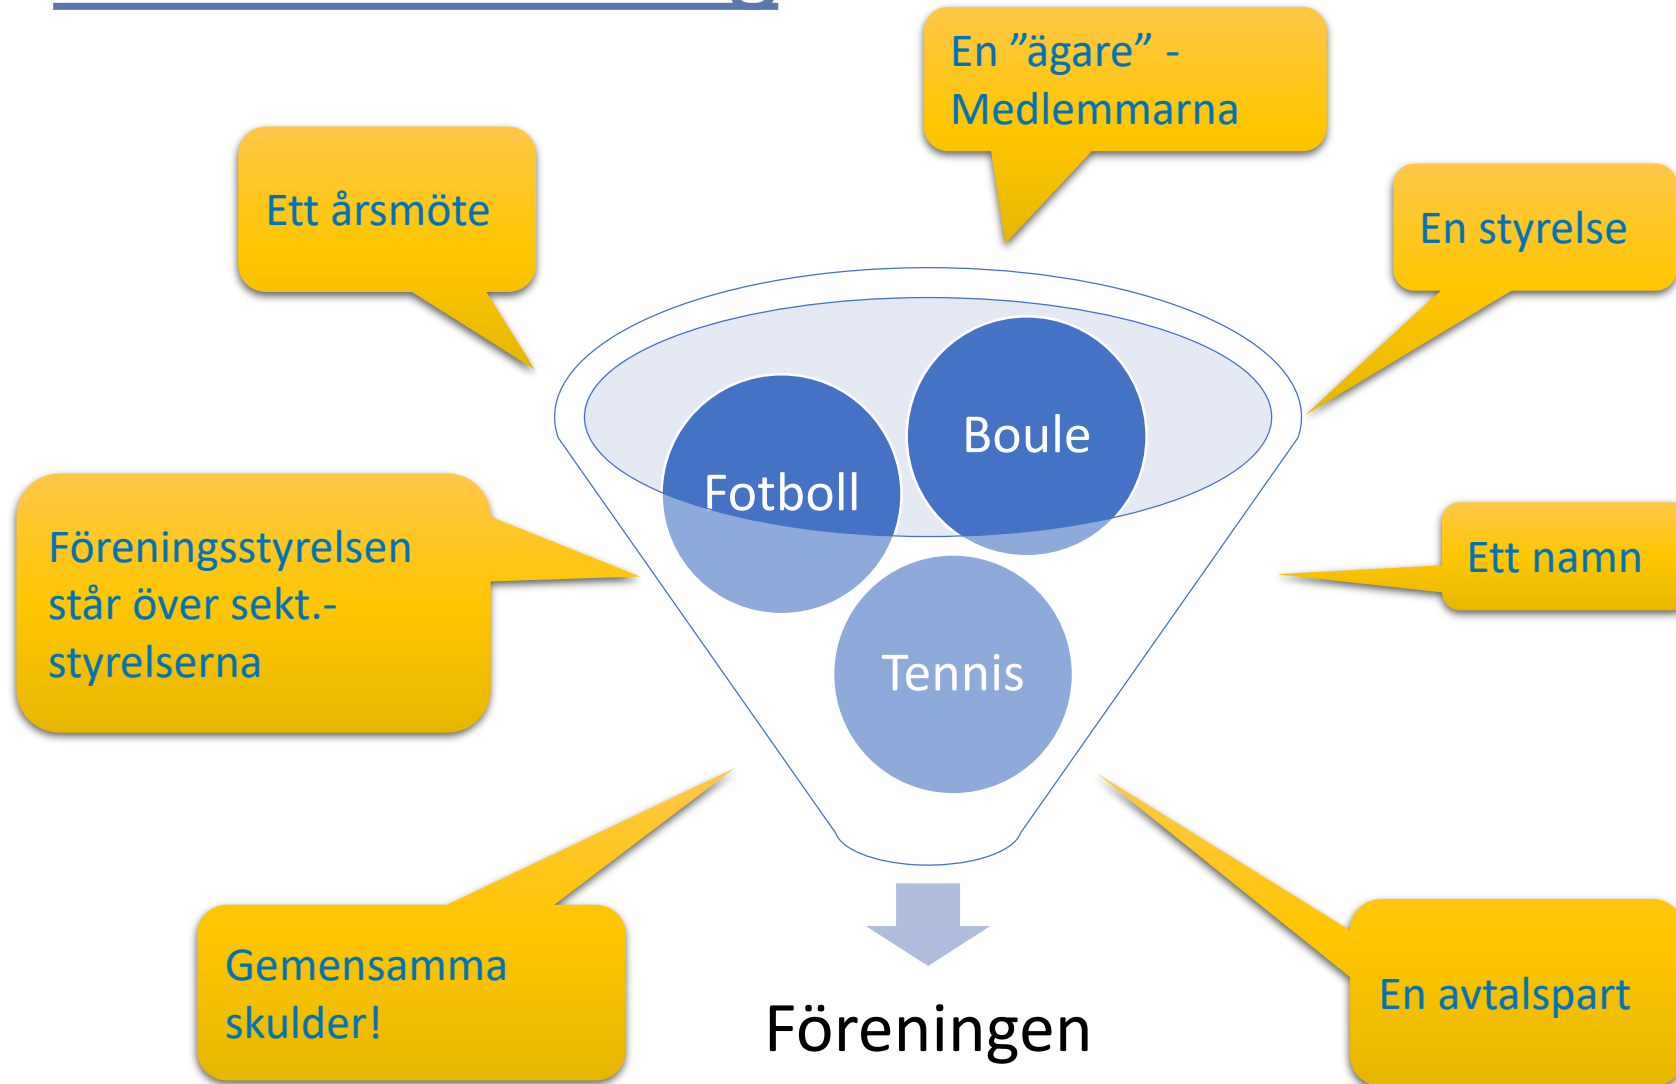 En ”ägare” -
Medlemmarna
Ett årsmöte
En styrelse
Boule
Fotboll
Föreningsstyrelsen
står över sekt.-
styrelserna
Ett namn
Tennis
Gemensamma
skulder!
En avtalspart
Föreningen